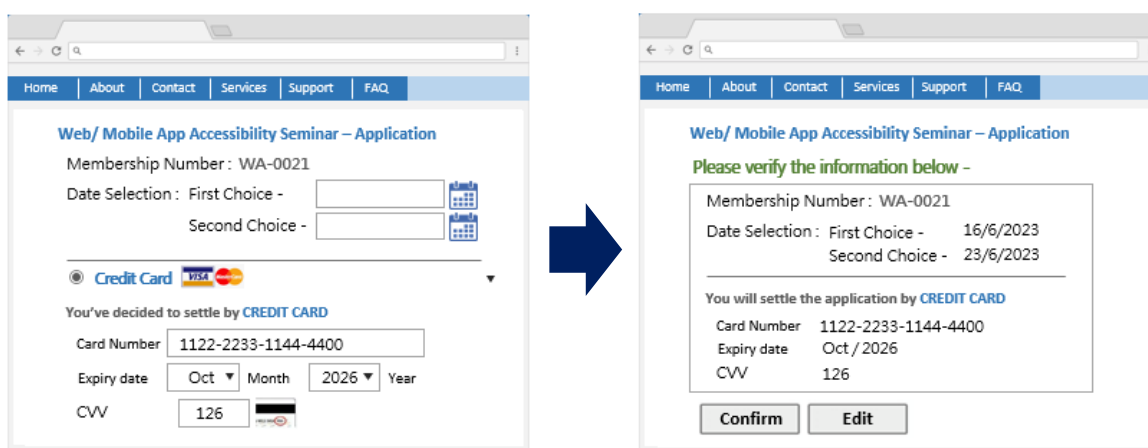 Home About Contact Services Support FAQ
Web/ Mobile App Accessibility Seminar – Application
Membership Number : WA-0021
Date Selection : First Choice -
Second Choice -
Credit Card VISA
You've decided to settle by CREDIT CARD
Card Number 1122-2233-1144-4400
Expiry date Oct Month 2026 Year
CVV 126
Home About Contact Services Support FAQ
Web/ Mobile App Accessibility Seminar – Application
Please verify the information below –
Membership Number : WA-0021
Date Selection : First Choice - 16/6/2023
Second Choice - 23/6/2023
You will settle the application by CREDIT CARD
Card Number 1122-2233-1144-4400
Expiry date Oct / 2026
CVV 126
Confirm Edit